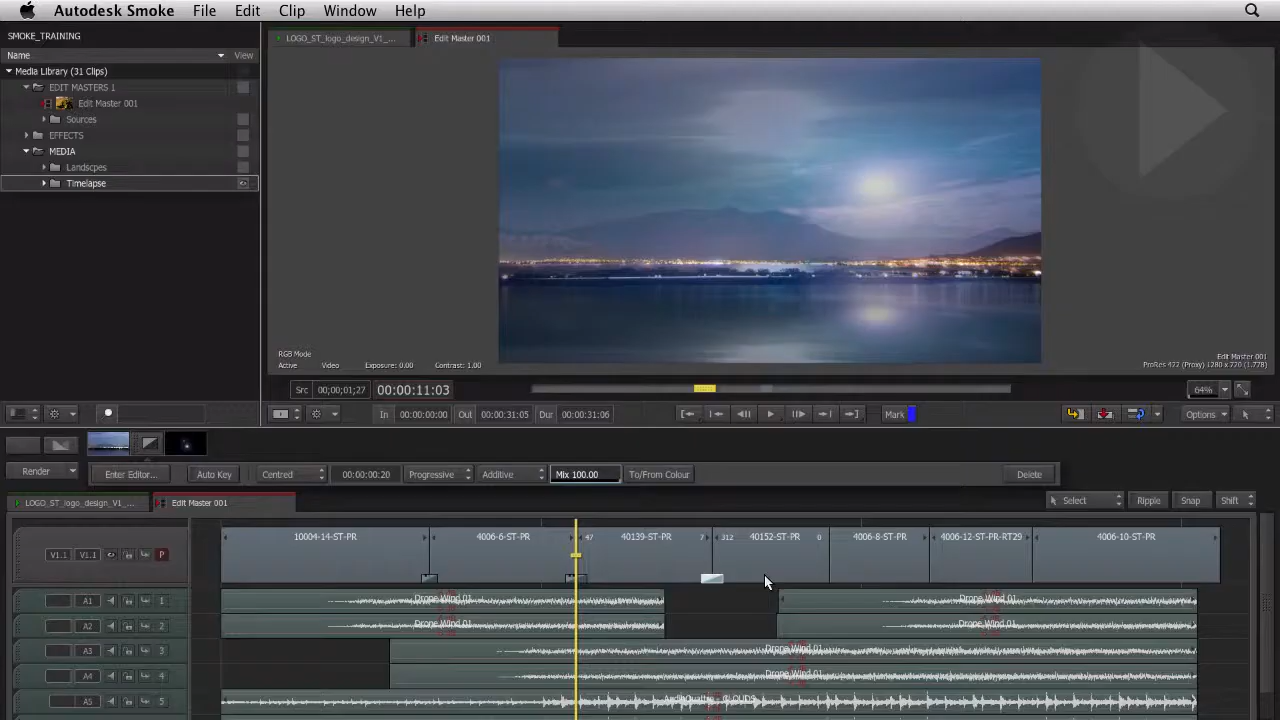 Autodesk Smoke File Edit Clip Window Help
SMOKE_TRAINING
LOGO_ST_logo_design_V1_... Edit Master 001
Name View
Media Library (31 Clips)
EDIT MASTERS 1
Edit Master 001
Sources
EFFECTS
MEDIA
Landscpes
Timelapse
RGB Mode
Active Video Exposure: 0.00 Contrast: 1.00
Edit Master 001
ProRes 422 (Proxy) 1280 x 720 (1.778)
Src 00;00;01;27 00:00:11:03 64%
In 00:00:00:00 Out 00:00:31:05 Dur 00:00:31:06 Mark Options
Render Enter Editor... Auto Key Centred 00:00:00:20 Progressive Additive Mix 100.00 To/From Colour Delete
LOGO_ST_logo_design_V1_... Edit Master 001 Select Ripple Snap Shift
10004-14-ST-PR 4006-6-ST-PR 47 40139-ST-PR 7 312 40152-ST-PR 0 4006-8-ST-PR 4006-12-ST-PR-RT29 4006-10-ST-PR
V1.1 V1.1 P
A1 1 Drone Wind 01 Drone Wind 01
A2 2 Drone Wind 01 Drone Wind 01
A3 3 Drone Wind 01
A4 4 Drone Wind 01
A5 5